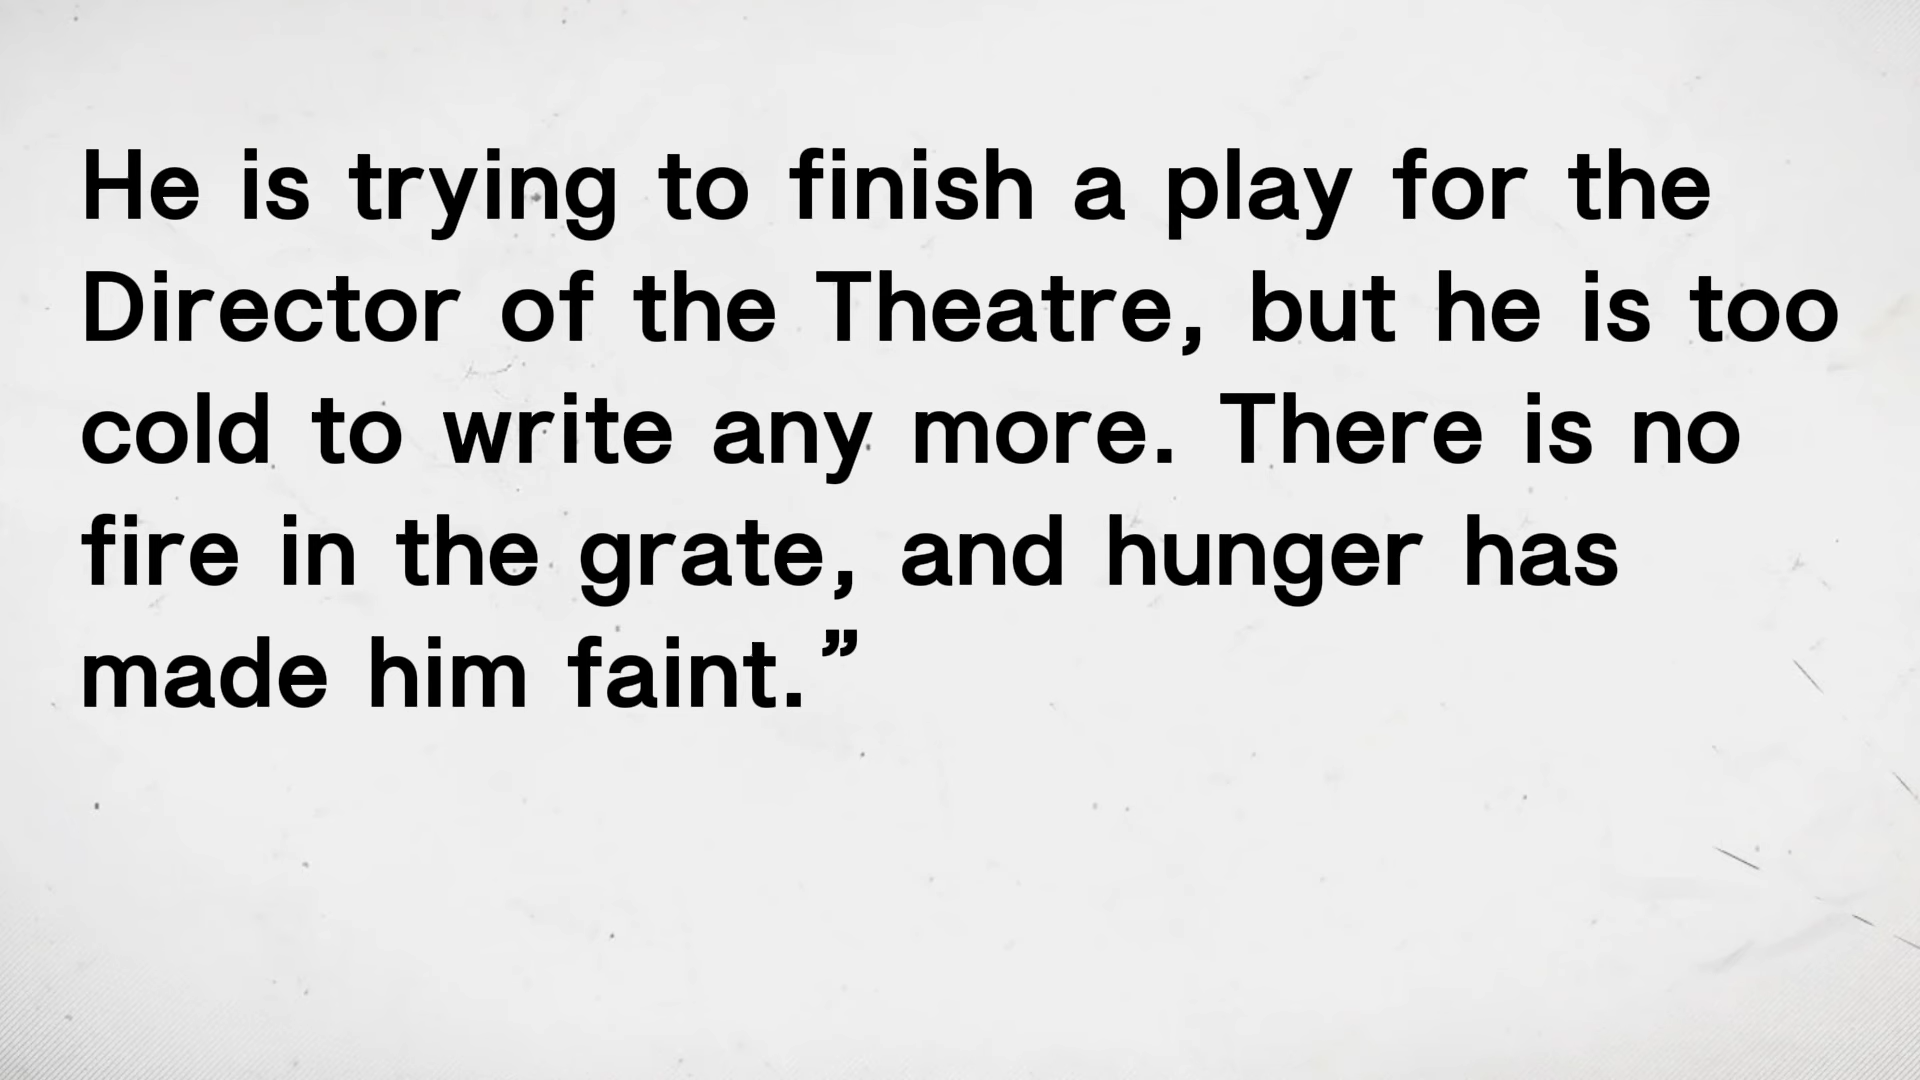 He is trying to finish a play for the
Director of the Theatre, but he is too
cold to write any more. There is no
fire in the grate, and hunger has
made him faint.”